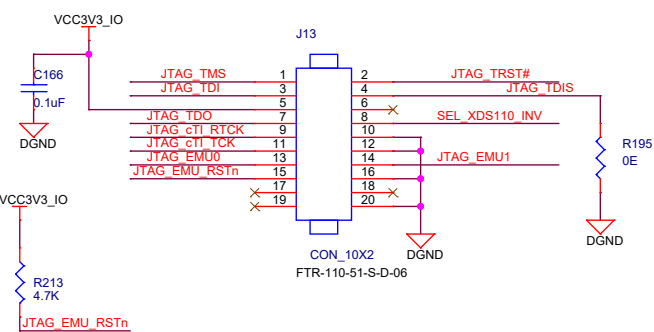 VCC3V3_IO
J13
C166
0.1uF
DGND
JTAG_TMS 1 2 JTAG_TRST#
JTAG_TDI 3 4 JTAG_TDIS
5 6
JTAG_TDO 7 8 SEL_XDS110_INV
JTAG_cTI_RTCK 9 10
JTAG_cTI_TCK 11 12
JTAG_EMU0 13 14 JTAG_EMU1
JTAG_EMU_RSTn 15 16
17 18
19 20
R195
0E
DGND
DGND
CON_10X2
FTR-110-51-S-D-06
VCC3V3_IO
R213
4.7K
JTAG_EMU_RSTn